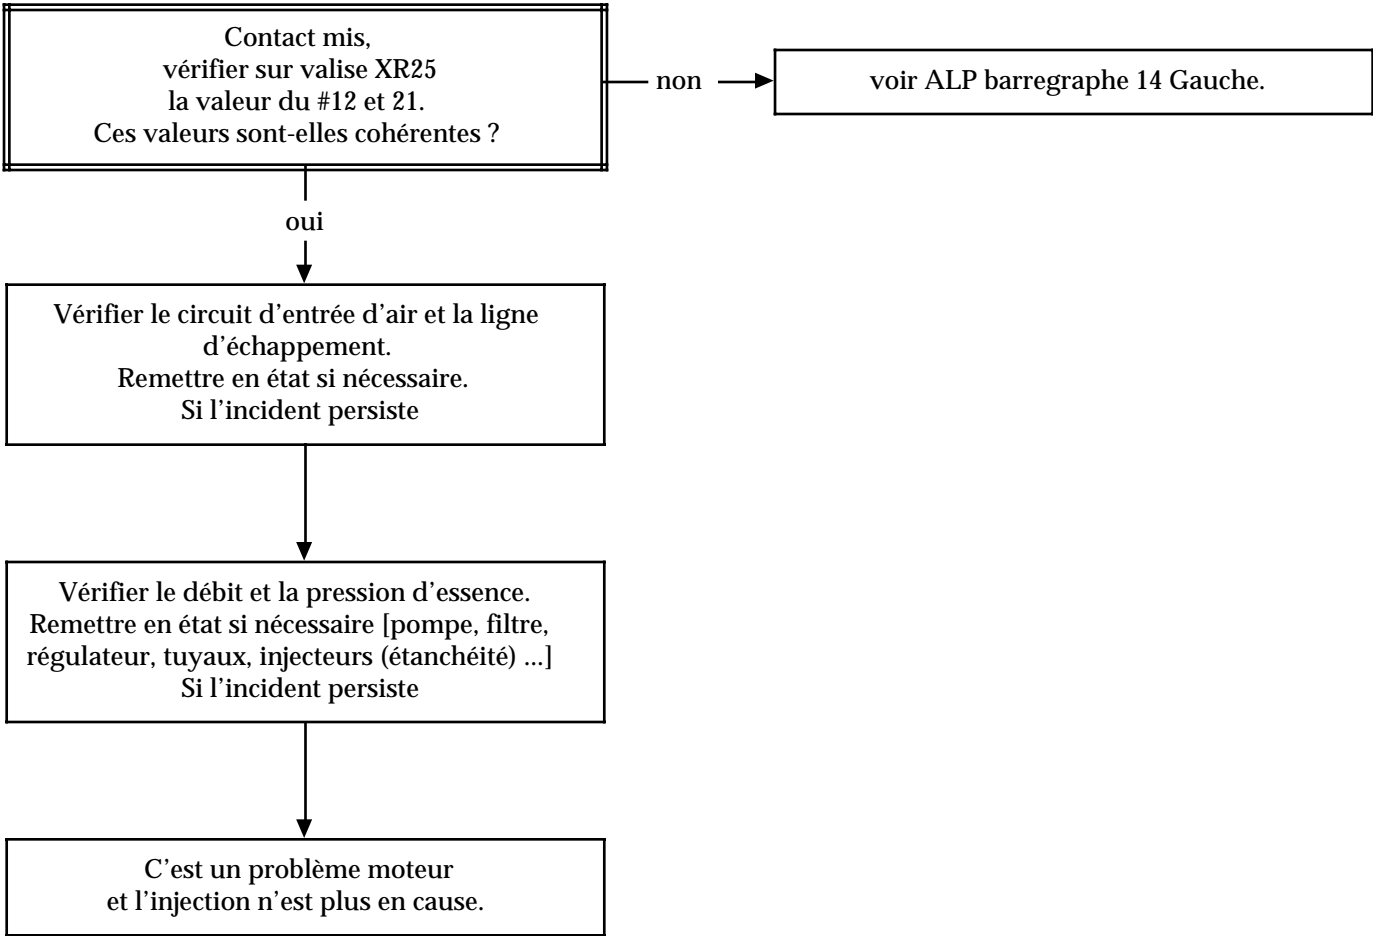 Contact mis,
vérifier sur valise XR25
la valeur du #12 et 21.
Ces valeurs sont-elles cohérentes ?
non
voir ALP barregraphe 14 Gauche.
oui
Vérifier le circuit d’entrée d’air et la ligne
d’échappement.
Remettre en état si nécessaire.
Si l’incident persiste
Vérifier le débit et la pression d’essence.
Remettre en état si nécessaire [pompe, filtre,
régulateur, tuyaux, injecteurs (étanchéité) ...]
Si l’incident persiste
C’est un problème moteur
et l’injection n’est plus en cause.